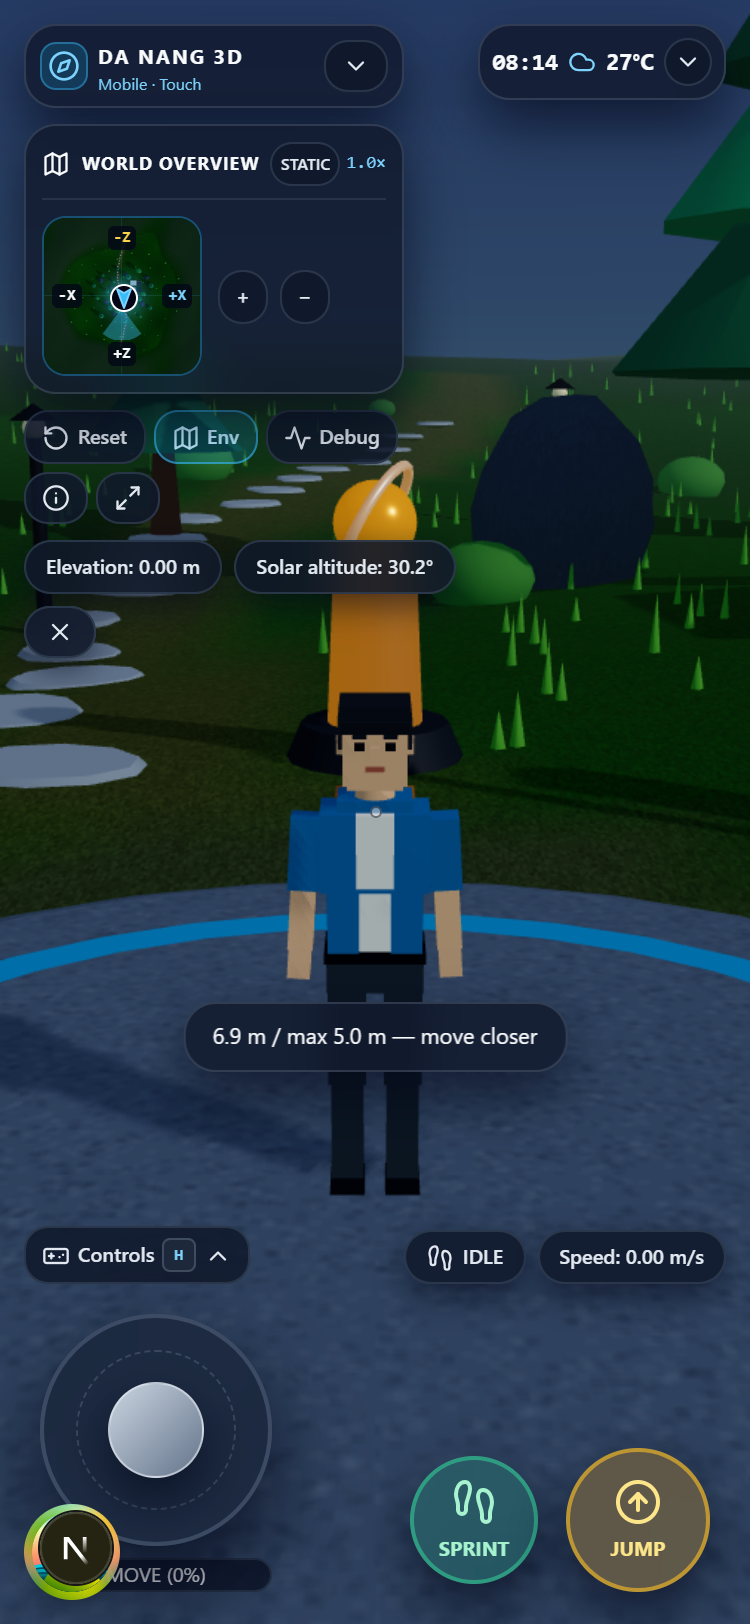 DA NANG 3D
Mobile · Touch
08:14 27°C
WORLD OVERVIEW STATIC 1.0x
-Z
-X +X
+Z
+ −
Reset Env Debug
Elevation: 0.00 m Solar altitude: 30.2°
6.9 m / max 5.0 m — move closer
Controls H IDLE Speed: 0.00 m/s
SPRINT JUMP
N MOVE (0%)